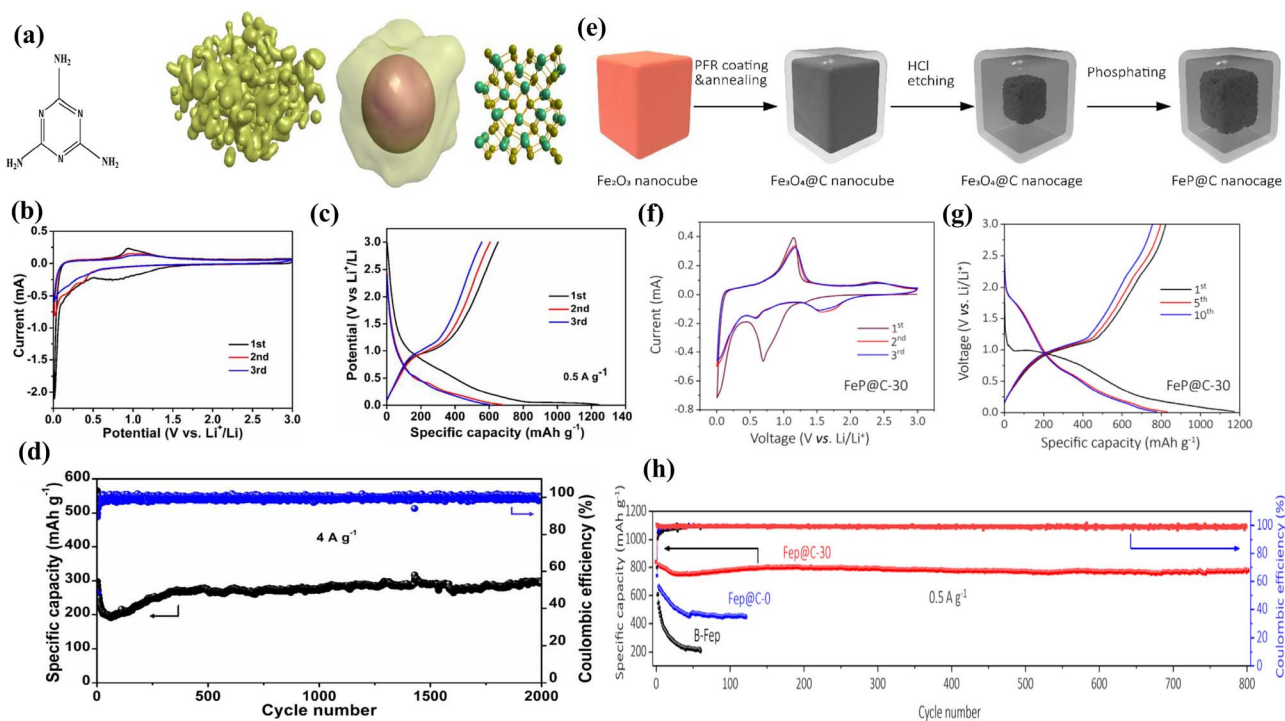 (a)
NH₂
N
N
N
H₂N
NH₂
(e)
PFR coating
&annealing
HCl
etching
Phosphating
Fe₂O₃ nanocube
Fe₃O₄@C nanocube
Fe₃O₄@C nanocage
FeP@C nanocage
(b)
0.5
0.0
-0.5
-1.0
-1.5
-2.0
Current (mA)
1st
2nd
3rd
0.0 0.5 1.0 1.5 2.0 2.5 3.0
Potential (V vs. Li⁺/Li)
(c)
3.0
2.5
2.0
1.5
1.0
0.5
0.0
Potential (V vs Li⁺/Li)
1st
2nd
3rd
0.5 A g⁻¹
0 200 400 600 800 1000 1200 140
Specific capacity (mAh g⁻¹)
(f)
0.4
0.2
0.0
-0.2
-0.4
-0.6
-0.8
Current (mA)
1ˢᵗ
2ⁿᵈ
3ʳᵈ
FeP@C-30
0.0 0.5 1.0 1.5 2.0 2.5 3.0
Voltage (V vs. Li/Li⁺)
(g)
3.0
2.5
2.0
1.5
1.0
0.5
0.0
Voltage (V vs. Li/Li⁺)
1ˢᵗ
5ᵗʰ
10ᵗʰ
FeP@C-30
0 200 400 600 800 1000 1200
Specific capacity (mAh g⁻¹)
(d)
600
500
400
300
200
100
0
Specific capacity (mAh g⁻¹)
4 A g⁻¹
100
80
60
40
20
0
Coulombic efficiency (%)
0 500 1000 1500 2000
Cycle number
(h)
1200
1100
1000
800
600
400
200
Specific capacity (mAh g⁻¹)
Fep@C-30
Fep@C-0
B-Fep
0.5 A g⁻¹
100
80
60
40
20
0
Coulombic efficiency (%)
0 100 200 300 400 500 600 700 800
Cycle number